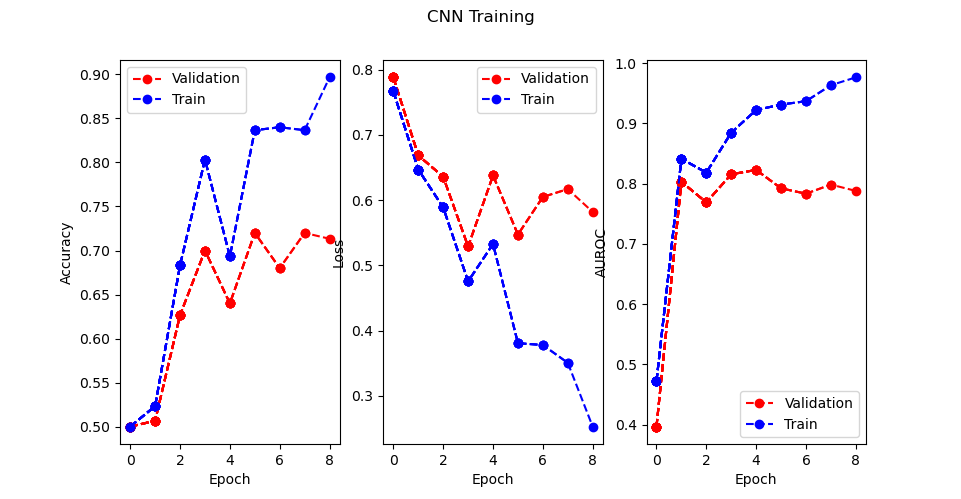 CNN Training
Accuracy
0.90
0.85
0.80
0.75
0.70
0.65
0.60
0.55
0.50
Validation
Train
0 2 4 6 8
Epoch
Loss
0.8
0.7
0.6
0.5
0.4
0.3
Validation
Train
0 2 4 6 8
Epoch
AUROC
1.0
0.9
0.8
0.7
0.6
0.5
0.4
Validation
Train
0 2 4 6 8
Epoch